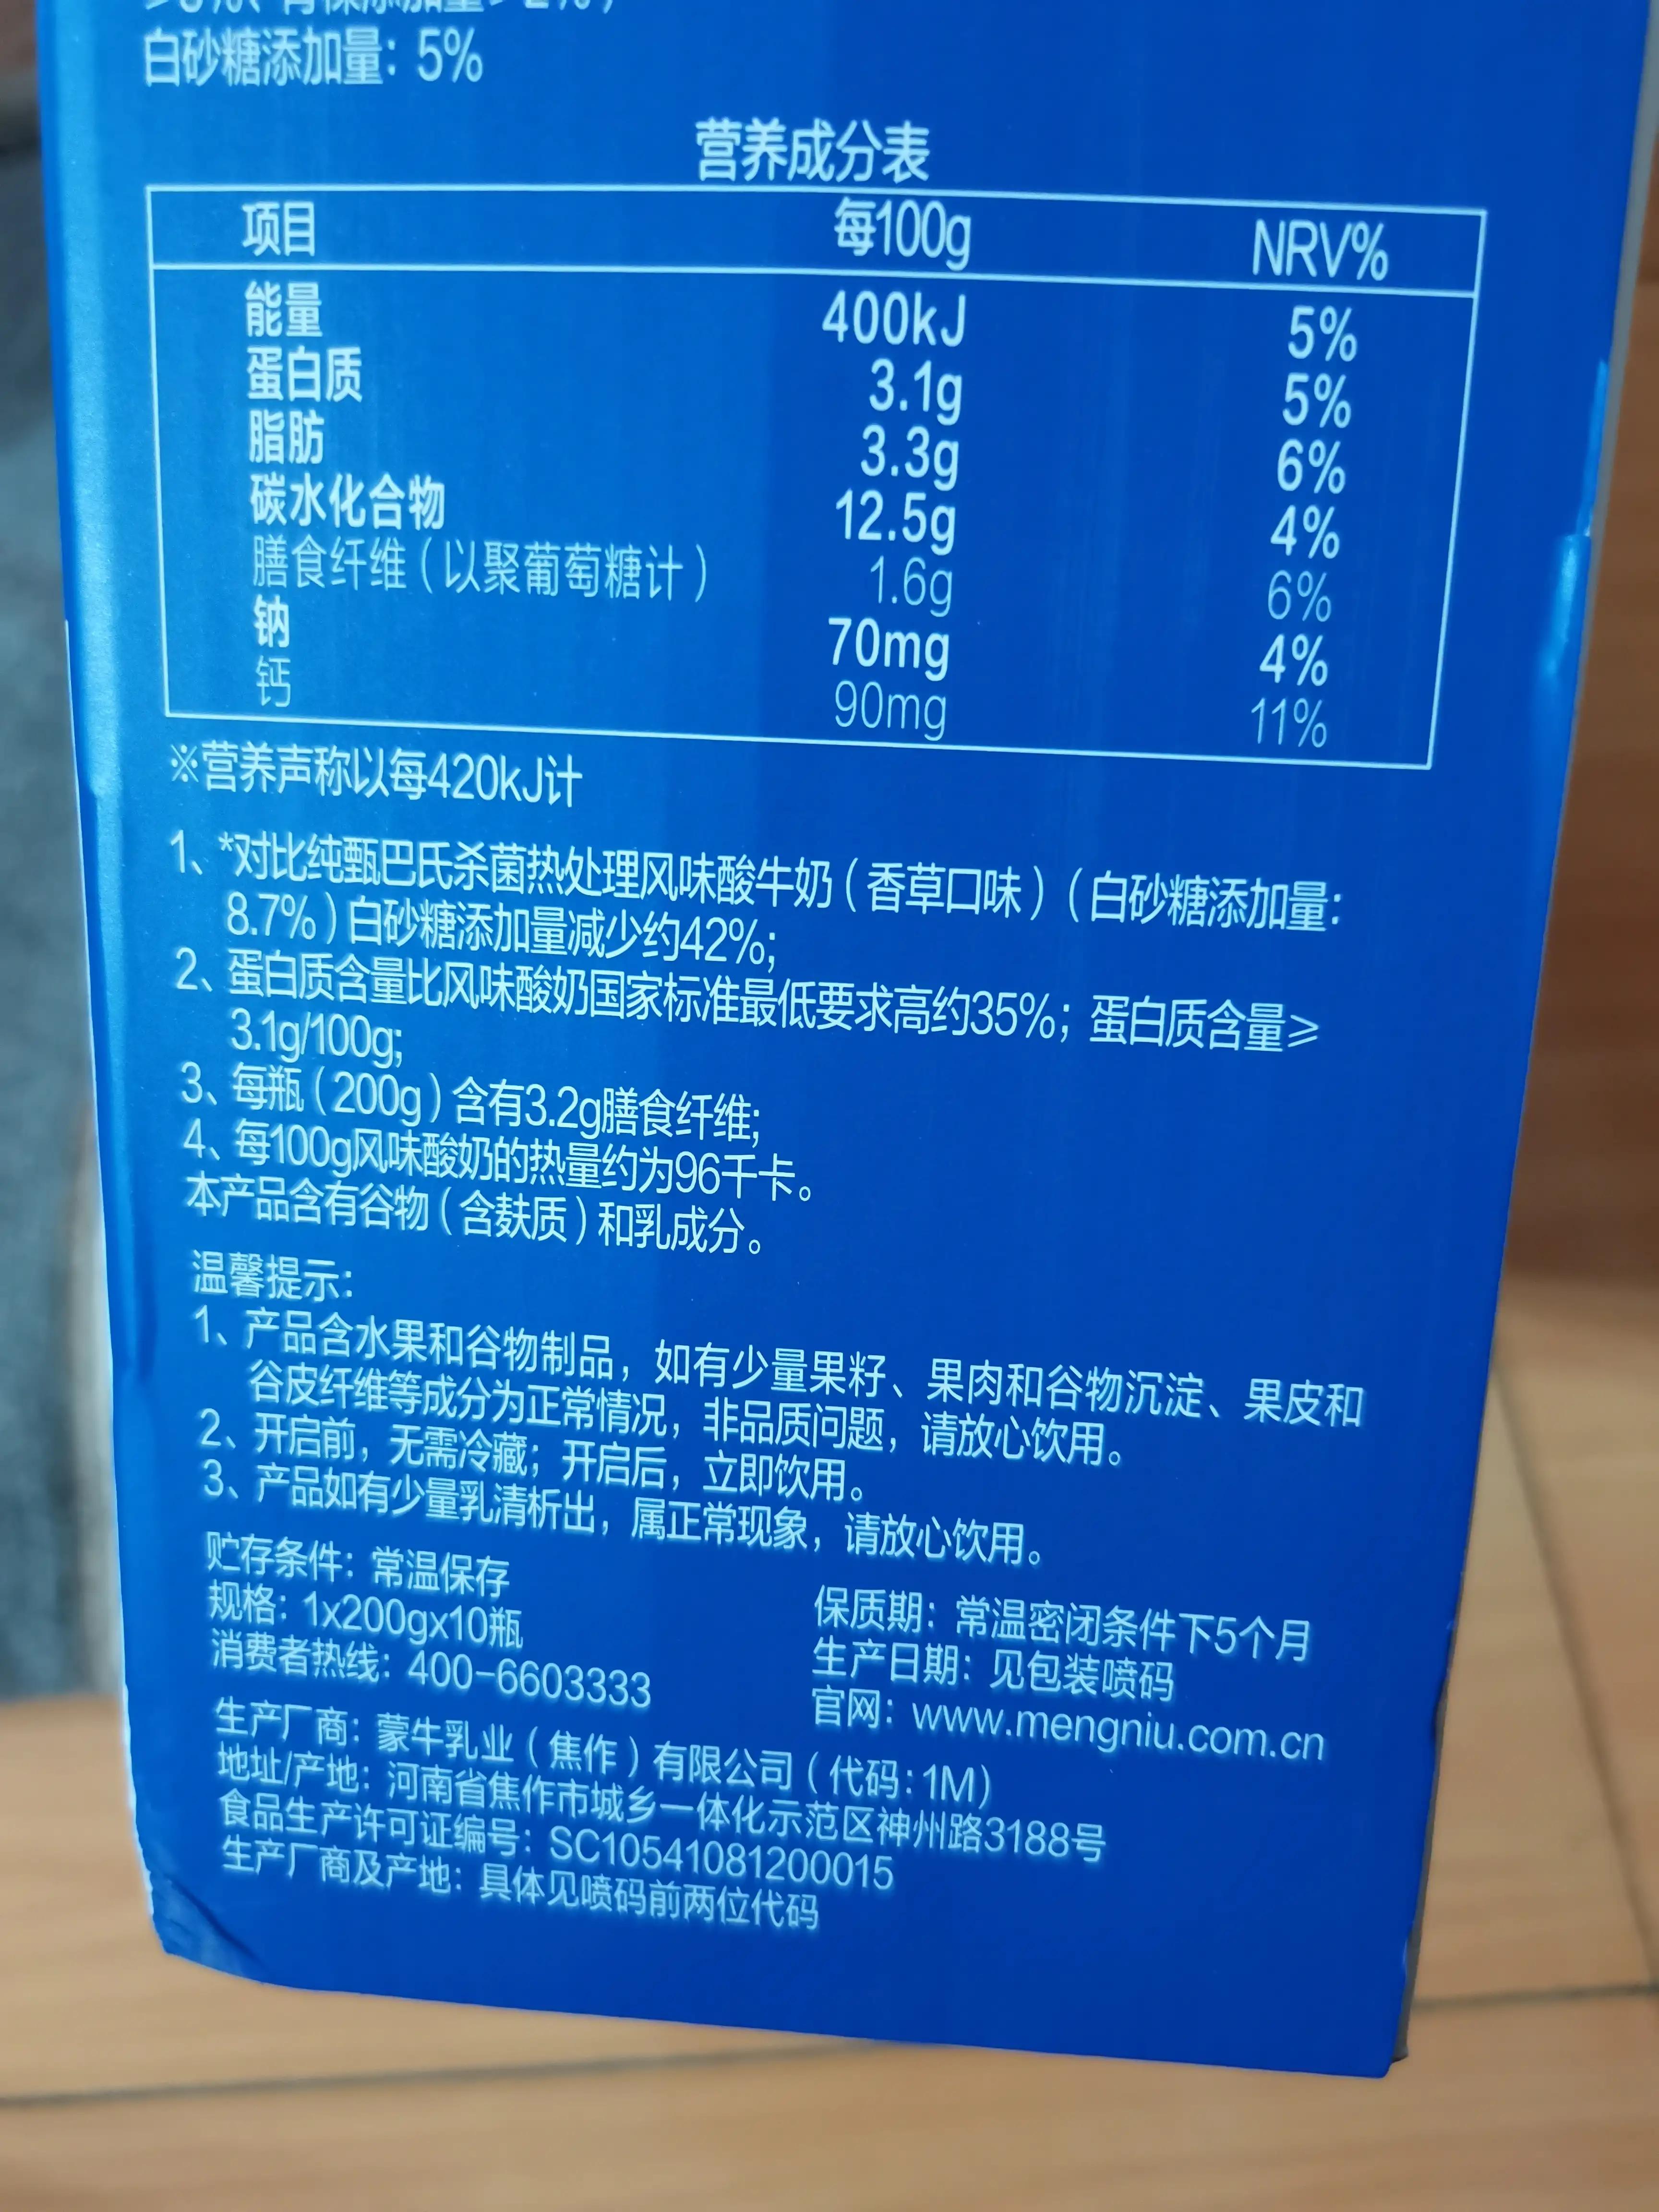 白砂糖添加量: 5%
营养成分表
项目 每100g NRV%
能量 400kJ 5%
蛋白质 3.1g 5%
脂肪 3.3g 6%
碳水化合物 12.5g 4%
膳食纤维(以聚葡萄糖计) 1.6g 6%
钠 70mg 4%
钙 90mg 11%
※营养声称以每420kJ计
1、*对比纯甄巴氏杀菌热处理风味酸牛奶(香草口味)(白砂糖添加量:
8.7%)白砂糖添加量减少约42%;
2、蛋白质含量比风味酸奶国家标准最低要求高约35%; 蛋白质含量≥
3.1g/100g;
3、每瓶(200g)含有3.2g膳食纤维;
4、每100g风味酸奶的热量约为96千卡。
本产品含有谷物(含麸质)和乳成分。
温馨提示:
1、产品含水果和谷物制品, 如有少量果籽、果肉和谷物沉淀、果皮和
谷皮纤维等成分为正常情况, 非品质问题, 请放心饮用。
2、开启前, 无需冷藏; 开启后, 立即饮用。
3、产品如有少量乳清析出, 属正常现象, 请放心饮用。
贮存条件: 常温保存
规格: 1x200gx10瓶
消费者热线: 400-6603333
保质期: 常温密闭条件下5个月
生产日期: 见包装喷码
官网: www.mengniu.com.cn
生产厂商: 蒙牛乳业(焦作)有限公司(代码: 1M)
地址/产地: 河南省焦作市城乡一体化示范区神州路3188号
食品生产许可证编号: SC10541081200015
生产厂商及产地: 具体见喷码前两位代码